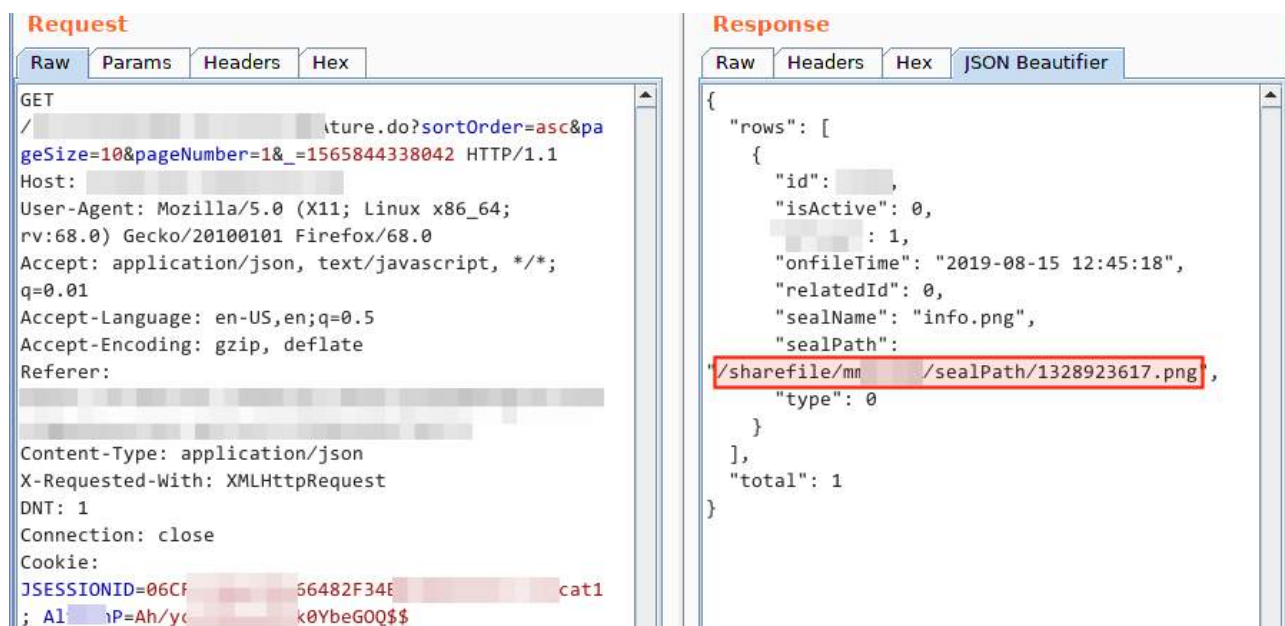 Request
Raw Params Headers Hex
GET
/ ture.do?sortOrder=asc&pa
geSize=10&pageNumber=1&_=1565844338042 HTTP/1.1
Host:
User-Agent: Mozilla/5.0 (X11; Linux x86_64;
rv:68.0) Gecko/20100101 Firefox/68.0
Accept: application/json, text/javascript, */*;
q=0.01
Accept-Language: en-US,en;q=0.5
Accept-Encoding: gzip, deflate
Referer:
Content-Type: application/json
X-Requested-With: XMLHttpRequest
DNT: 1
Connection: close
Cookie:
JSESSIONID=06CF 66482F34E cat1
; Al nP=Ah/yc k0YbeGOQ$$
Response
Raw Headers Hex JSON Beautifier
{
"rows": [
{
"id": ,
"isActive": 0,
: 1,
"onfileTime": "2019-08-15 12:45:18",
"relatedId": 0,
"sealName": "info.png",
"sealPath":
"/sharefile/mm /sealPath/1328923617.png",
"type": 0
}
],
"total": 1
}